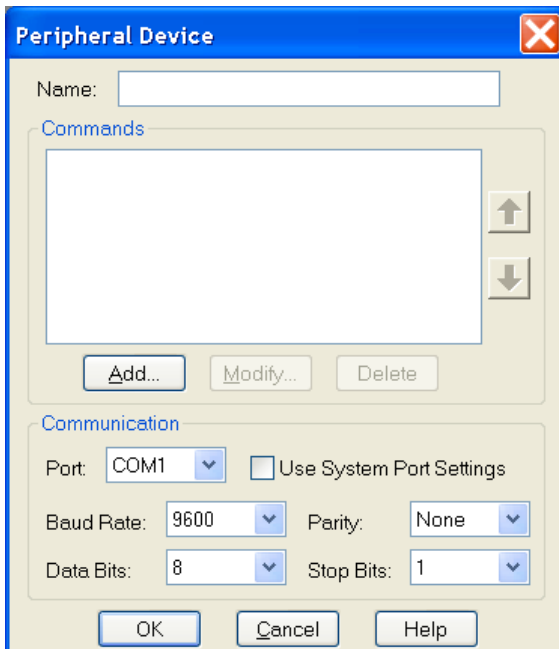 Peripheral Device
Name:
Commands
Add... Modify... Delete
Communication
Port: COM1 Use System Port Settings
Baud Rate: 9600 Parity: None
Data Bits: 8 Stop Bits: 1
OK Cancel Help